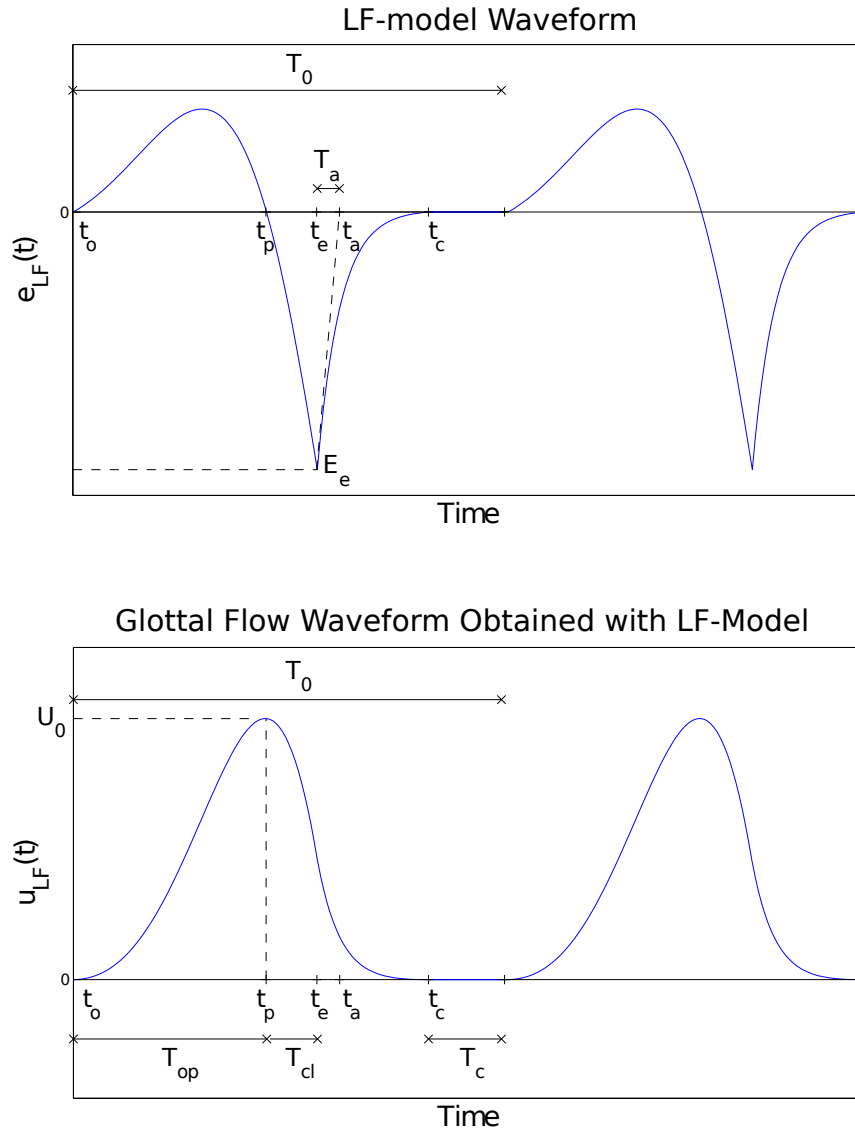 LF-model Waveform
T0
Ta
0
to tp te ta tc
eLF(t)
Ee
Time
Glottal Flow Waveform Obtained with LF-Model
T0
U0
uLF(t)
0
to tp te ta tc
Top Tcl Tc
Time